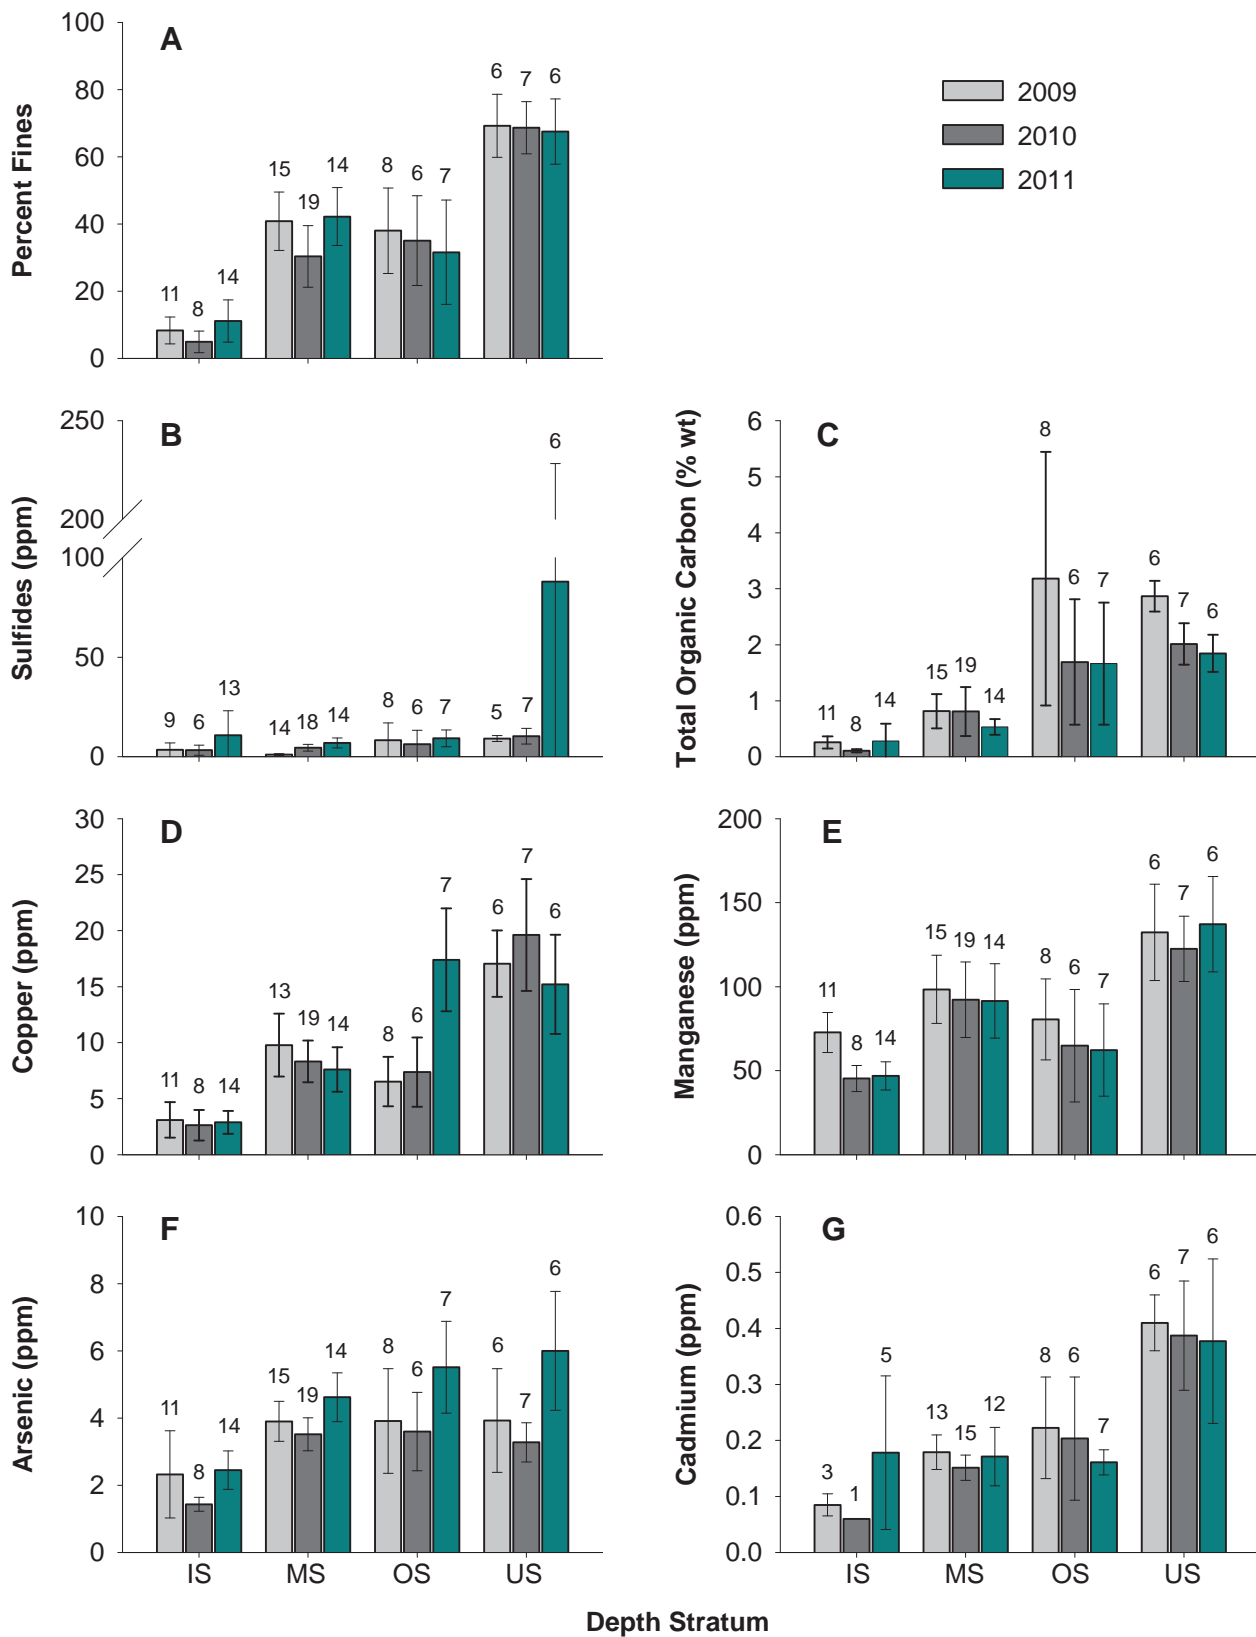 A
Percent Fines
100
80
60
40
20
0
11 8 14
15 19 14
8 6 7
6 7 6
2009
2010
2011
B
Sulfides (ppm)
250
200
100
50
0
9 6 13
14 18 14
8 6 7
5 7 6
C
Total Organic Carbon (% wt)
6
5
4
3
2
1
0
11 8 14
15 19 14
8 6 7
6 7 6
D
Copper (ppm)
30
25
20
15
10
5
0
11 8 14
13 19 14
8 6 7
6 7 6
E
Manganese (ppm)
200
150
100
50
0
11 8 14
15 19 14
8 6 7
6 7 6
F
Arsenic (ppm)
10
8
6
4
2
0
11 8 14
15 19 14
8 6 7
6 7 6
IS MS OS US
G
Cadmium (ppm)
0.6
0.5
0.4
0.3
0.2
0.1
0.0
3 1 5
13 15 12
8 6 7
6 7 6
IS MS OS US
Depth Stratum